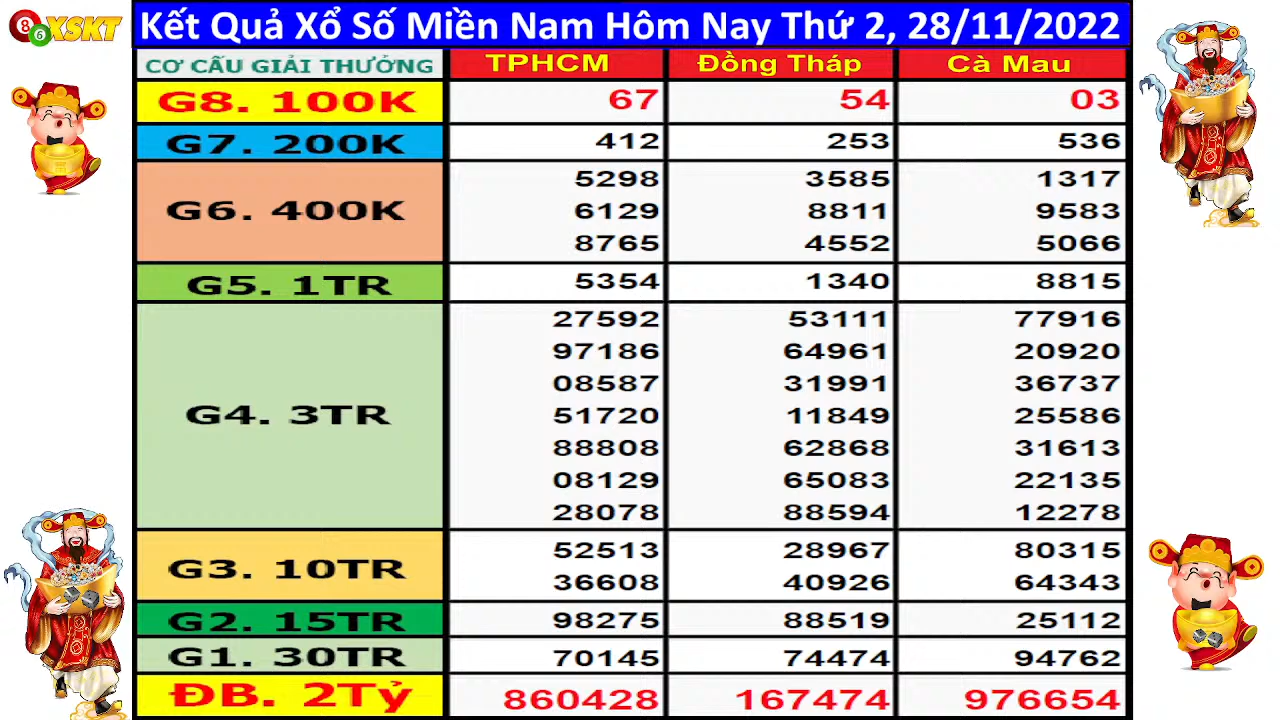 8 6 XSKT
Kết Quả Xổ Số Miền Nam Hôm Nay Thứ 2, 28/11/2022
CƠ CẤU GIẢI THƯỞNG TPHCM Đồng Tháp Cà Mau
G8. 100K 67 54 03
G7. 200K 412 253 536
5298 3585 1317
G6. 400K 6129 8811 9583
8765 4552 5066
G5. 1TR 5354 1340 8815
27592 53111 77916
97186 64961 20920
08587 31991 36737
G4. 3TR 51720 11849 25586
88808 62868 31613
08129 65083 22135
28078 88594 12278
G3. 10TR 52513 28967 80315
36608 40926 64343
G2. 15TR 98275 88519 25112
G1. 30TR 70145 74474 94762
ĐB. 2Tỷ 860428 167474 976654